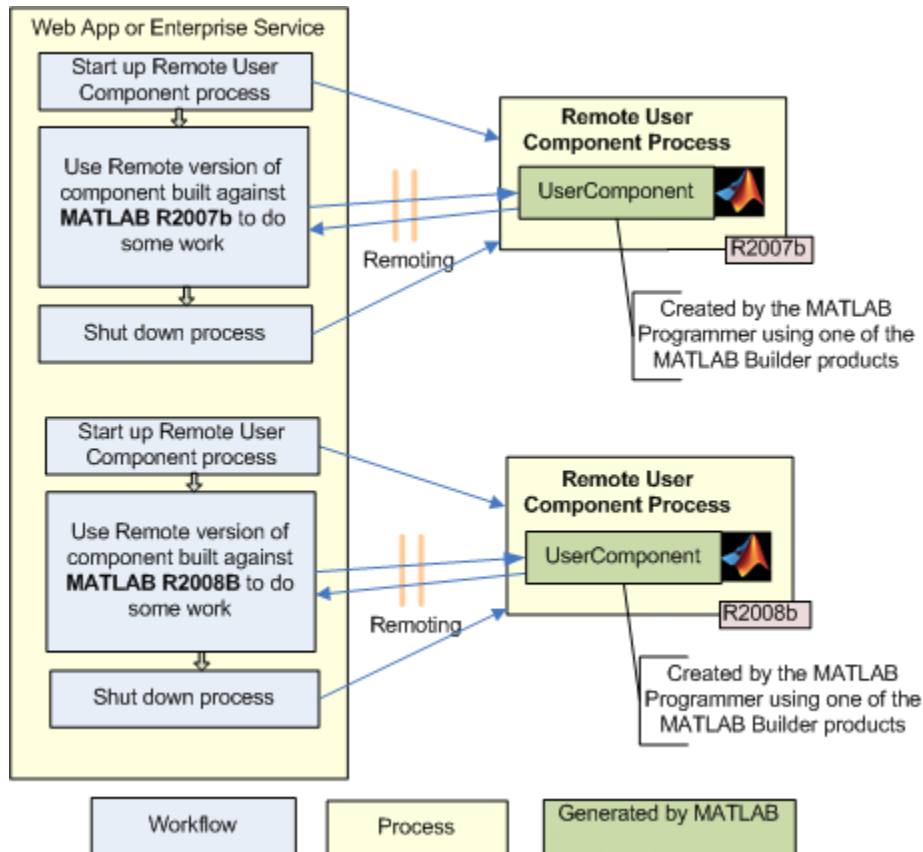 Web App or Enterprise Service
Start up Remote User
Component process
Use Remote version of
component built against
MATLAB R2007b to do
some work
Shut down process
Remoting
Remote User
Component Process
UserComponent
R2007b
Created by the MATLAB
Programmer using one of the
MATLAB Builder products
Start up Remote User
Component process
Use Remote version of
component built against
MATLAB R2008B to do
some work
Shut down process
Remoting
Remote User
Component Process
UserComponent
R2008b
Created by the MATLAB
Programmer using one of the
MATLAB Builder products
Workflow
Process
Generated by MATLAB